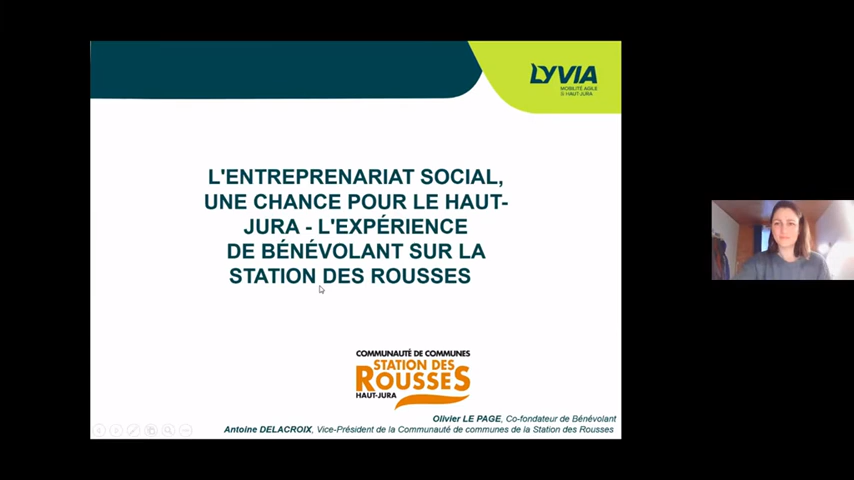 LYVIA
MOBILITÉ AGILE
@ HAUT-JURA
L'ENTREPRENARIAT SOCIAL,
UNE CHANCE POUR LE HAUT-
JURA - L'EXPÉRIENCE
DE BÉNÉVOLANT SUR LA
STATION DES ROUSSES
COMMUNAUTÉ DE COMMUNES
STATION DES
ROUSSES
HAUT-JURA
Olivier LE PAGE, Co-fondateur de Bénévolant
Antoine DELACROIX, Vice-Président de la Communauté de communes de la Station des Rousses